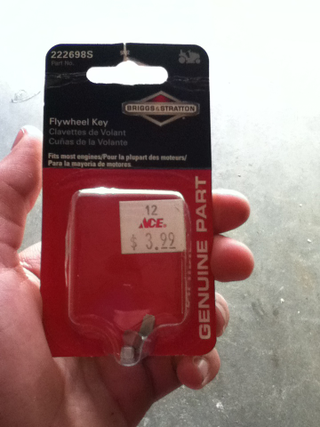 222698S
Part No.
BRIGGS & STRATTON
Flywheel Key
Clavettes de Volant
Cuñas de la Volante
Fits most engines/Pour la plupart des moteurs/
Para la mayoria de motores
12
ACE
$ 3.99
GENUINE PART